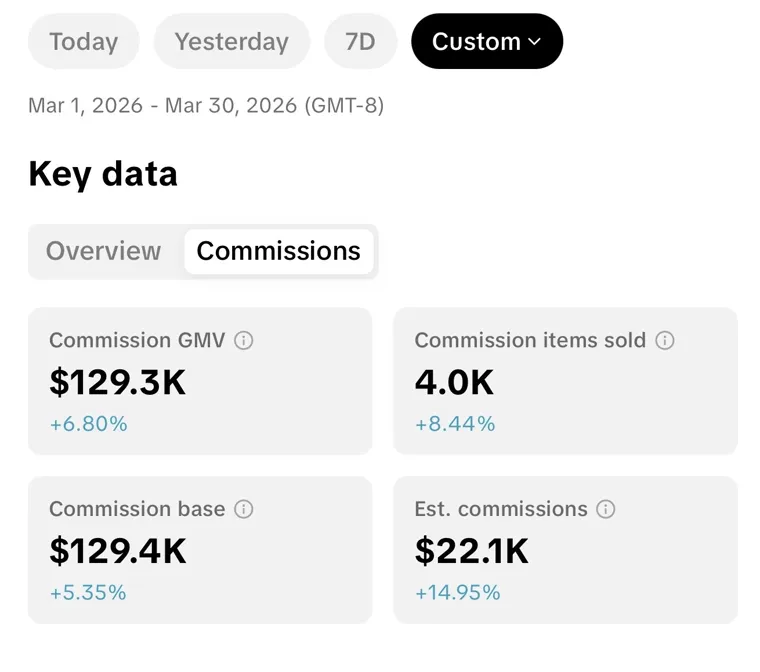 Today Yesterday 7D Custom
Mar 1, 2026 - Mar 30, 2026 (GMT-8)
Key data
Overview Commissions
Commission GMV
$129.3K
+6.80%
Commission items sold
4.0K
+8.44%
Commission base
$129.4K
+5.35%
Est. commissions
$22.1K
+14.95%